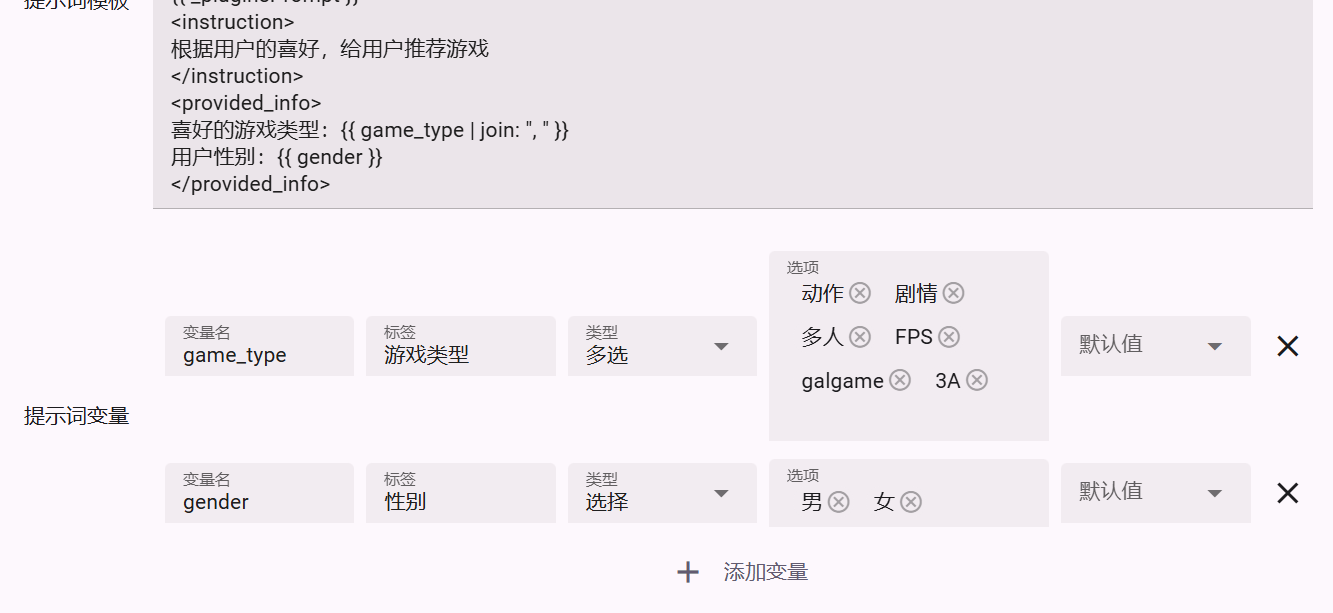 提示词模板
<instruction>
根据用户的喜好，给用户推荐游戏
</instruction>
<provided_info>
喜好的游戏类型：{{ game_type | join: ", " }}
用户性别：{{ gender }}
</provided_info>
提示词变量
变量名
game_type
标签
游戏类型
类型
多选
选项
动作 剧情
多人 FPS
galgame 3A
默认值
变量名
gender
标签
性别
类型
选择
选项
男 女
默认值
添加变量